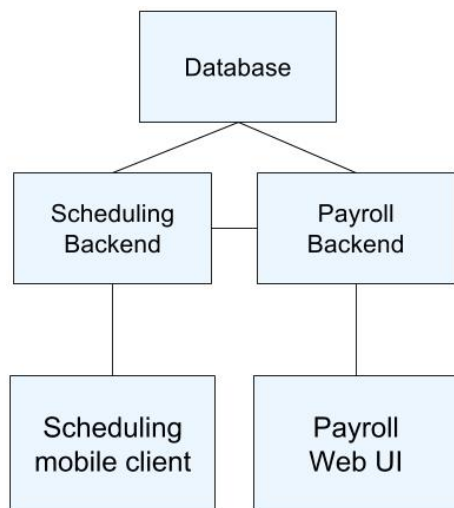 Database
Scheduling
Backend
Payroll
Backend
Scheduling
mobile client
Payroll
Web UI